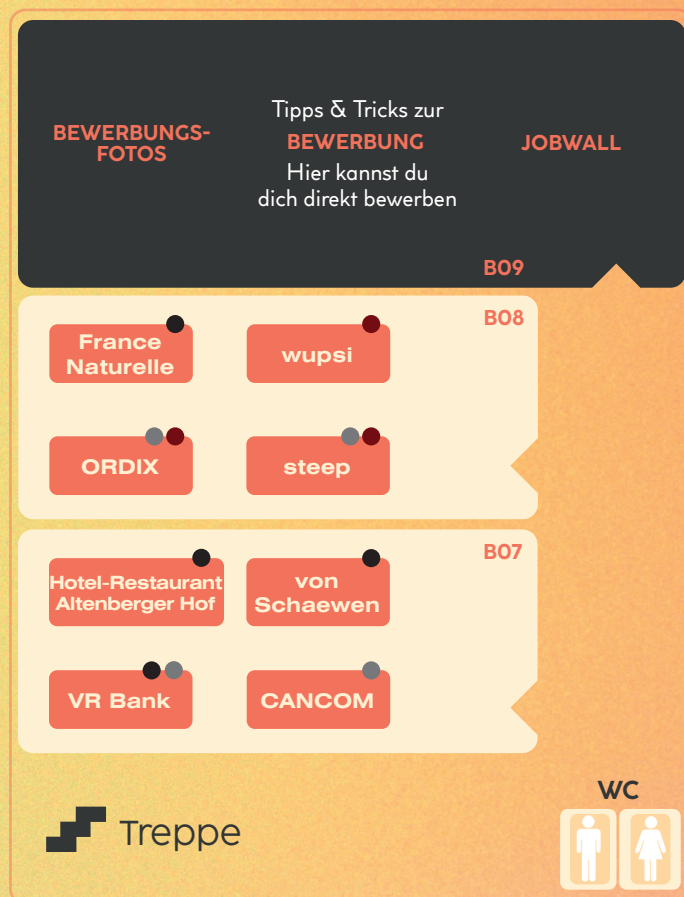 BEWERBUNGS-
FOTOS
Tipps & Tricks zur
BEWERBUNG
Hier kannst du
dich direkt bewerben
JOBWALL
B09
B08
France
Naturelle
wupsi
ORDIX
steep
B07
Hotel-Restaurant
Altenberger Hof
von
Schaewen
VR Bank
CANCOM
Treppe
WC